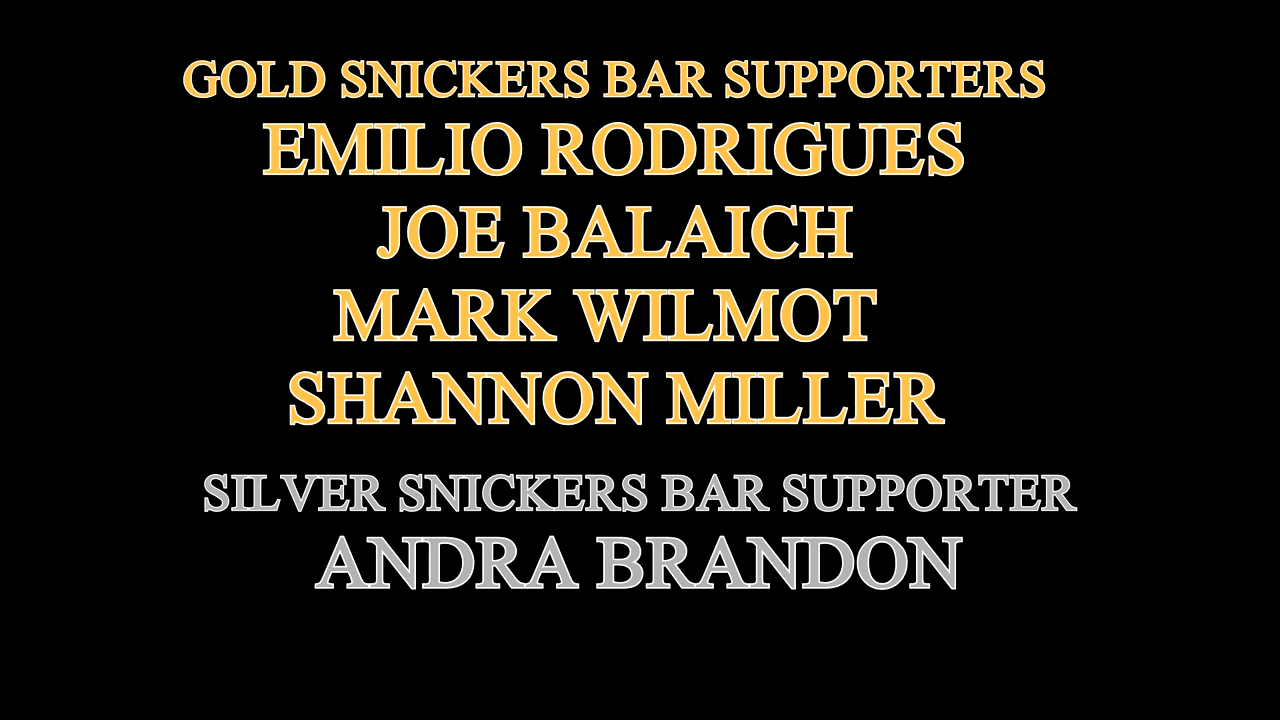 GOLD SNICKERS BAR SUPPORTERS
EMILIO RODRIGUES
JOE BALAICH
MARK WILMOT
SHANNON MILLER
SILVER SNICKERS BAR SUPPORTER
ANDRA BRANDON